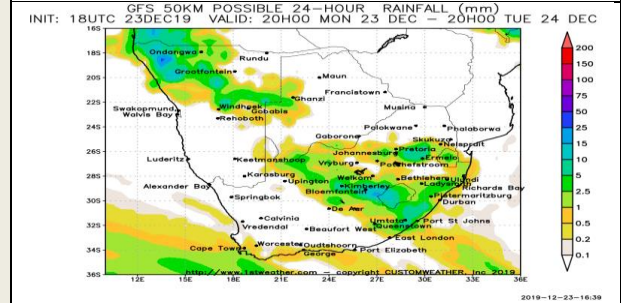 GFS 50KM POSSIBLE 24-HOUR RAINFALL (mm)
INIT: 18UTC 23DEC19 VALID: 20H00 MON 23 DEC - 20H00 TUE 24 DEC
16S
Ondangwa
Rundu
18S
200
150
Grootfontein
Maun
20S
100
Francistown
75
Ghanzi
22S
Musina
50
Swakopmund
Windhoek
Gobabis
Walvis Bay
Rehoboth
25
24S
Polokwane
Phalaborwa
Gaborone
Skukuza
15
Johannesburg
Pretoria
Nelspruit
26S
10
Luderitz
Keetmanshoop
Vryburg
Potchefstroom
Ermelo
5
28S
Karasburg
Upington
Welkom
Bethlehem
Ulundi
Alexander Bay
Kimberley
Ladysmith
Richards Bay
2.5
Bloemfontein
Pietermaritzburg
30S
Springbok
Durban
1
De Aar
Calvinia
Umtata
Port St Johns
0.5
32S
Vredendal
Beaufort West
Queenstown
0.2
East London
34S
Cape Town
Worcester
Oudtshoorn
George
Port Elizabeth
0.1
http://www.1stweather.com - copyright CUSTOMWEATHER, Inc 2019
36S
12E 15E 18E 21E 24E 27E 30E 33E 36E
2019-12-23-16:39